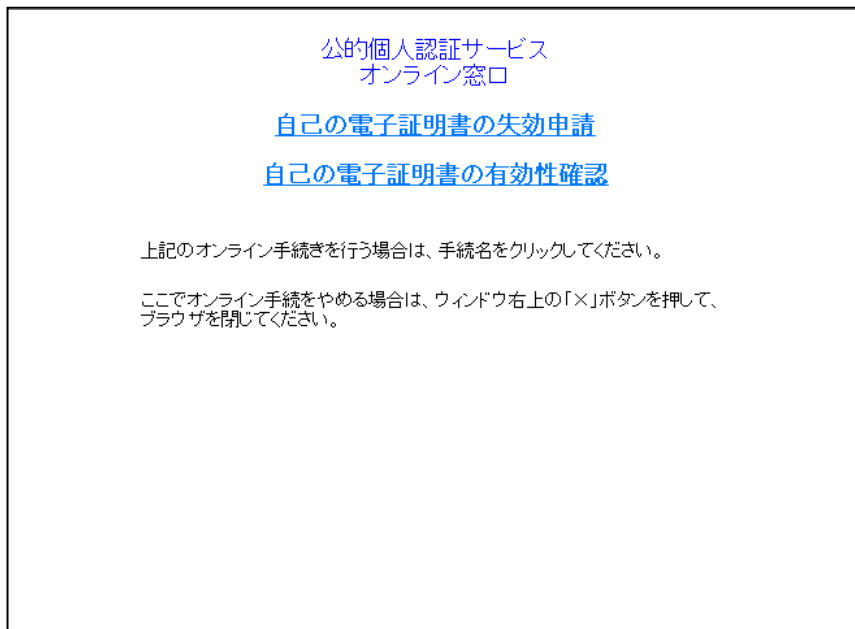 公的個人認証サービス
オンライン窓口
自己の電子証明書の失効申請
自己の電子証明書の有効性確認
上記のオンライン手続きを行う場合は、手続名をクリックしてください。
ここでオンライン手続をやめる場合は、ウィンドウ右上の「×」ボタンを押して、
ブラウザを閉じてください。